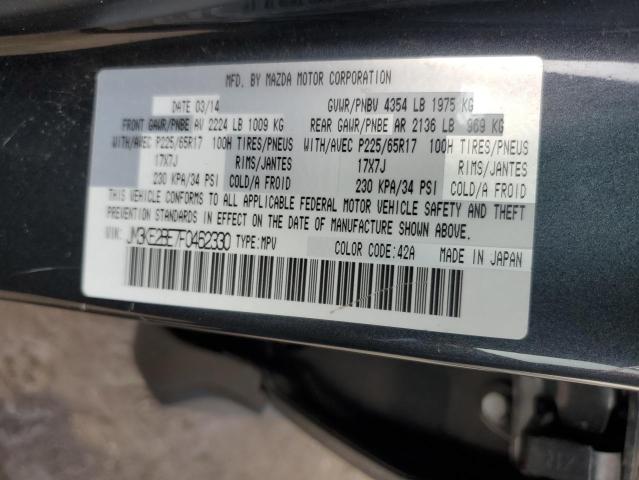 MFD. BY MAZDA MOTOR CORPORATION
DATE 03/14 GVWR/PNBV 4354 LB 1975 KG
FRONT GAWR/PNBE AV 2224 LB 1009 KG REAR GAWR/PNBE AR 2136 LB 969 KG
WITH/AVEC P225/65R17 100H TIRES/PNEUS WITH/AVEC P225/65R17 100H TIRES/PNEUS
17X7J RIMS/JANTES 17X7J RIMS/JANTES
230 KPA/34 PSI COLD/A FROID 230 KPA/34 PSI COLD/A FROID
THIS VEHICLE CONFORMS TO ALL APPLICABLE FEDERAL MOTOR VEHICLE SAFETY AND THEFT
PREVENTION STANDARDS IN EFFECT ON THE DATE OF MANUFACTURE SHOWN ABOVE.
VIN: JM3KE2BE7F0462330 TYPE:MPV COLOR CODE:42A MADE IN JAPAN